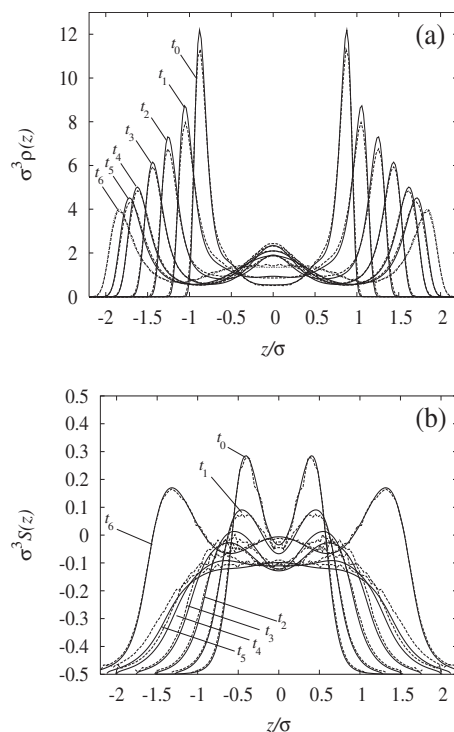 (a)
12
10
8
6
4
2
0
σ³ρ(z)
t₀
t₁
t₂
t₃
t₄
t₅
t₆
-2 -1.5 -1 -0.5 0 0.5 1 1.5 2
z/σ
(b)
0.5
0.4
0.3
0.2
0.1
0
-0.1
-0.2
-0.3
-0.4
-0.5
σ³S(z)
t₀
t₁
t₆
t₂
t₃
t₄
t₅
-2 -1.5 -1 -0.5 0 0.5 1 1.5 2
z/σ